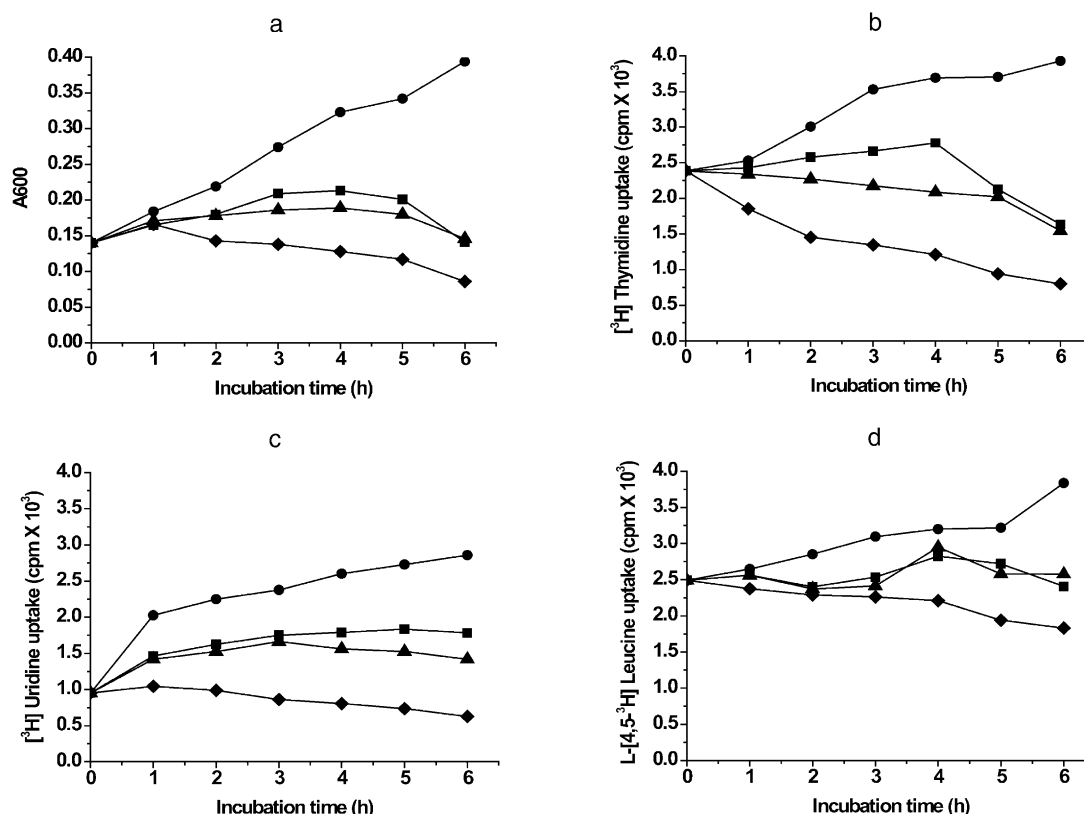 a
0.40
0.35
0.30
0.25
0.20
0.15
0.10
0.05
0.00
A600
0 1 2 3 4 5 6
Incubation time (h)
b
4.0
3.5
3.0
2.5
2.0
1.5
1.0
0.5
0.0
[³H] Thymidine uptake (cpm X 10³)
0 1 2 3 4 5 6
Incubation time (h)
c
4.0
3.5
3.0
2.5
2.0
1.5
1.0
0.5
0.0
[³H] Uridine uptake (cpm X 10³)
0 1 2 3 4 5 6
Incubation time (h)
d
4.0
3.5
3.0
2.5
2.0
1.5
1.0
0.5
0.0
L-[4,5-³H] Leucine uptake (cpm X 10³)
0 1 2 3 4 5 6
Incubation time (h)